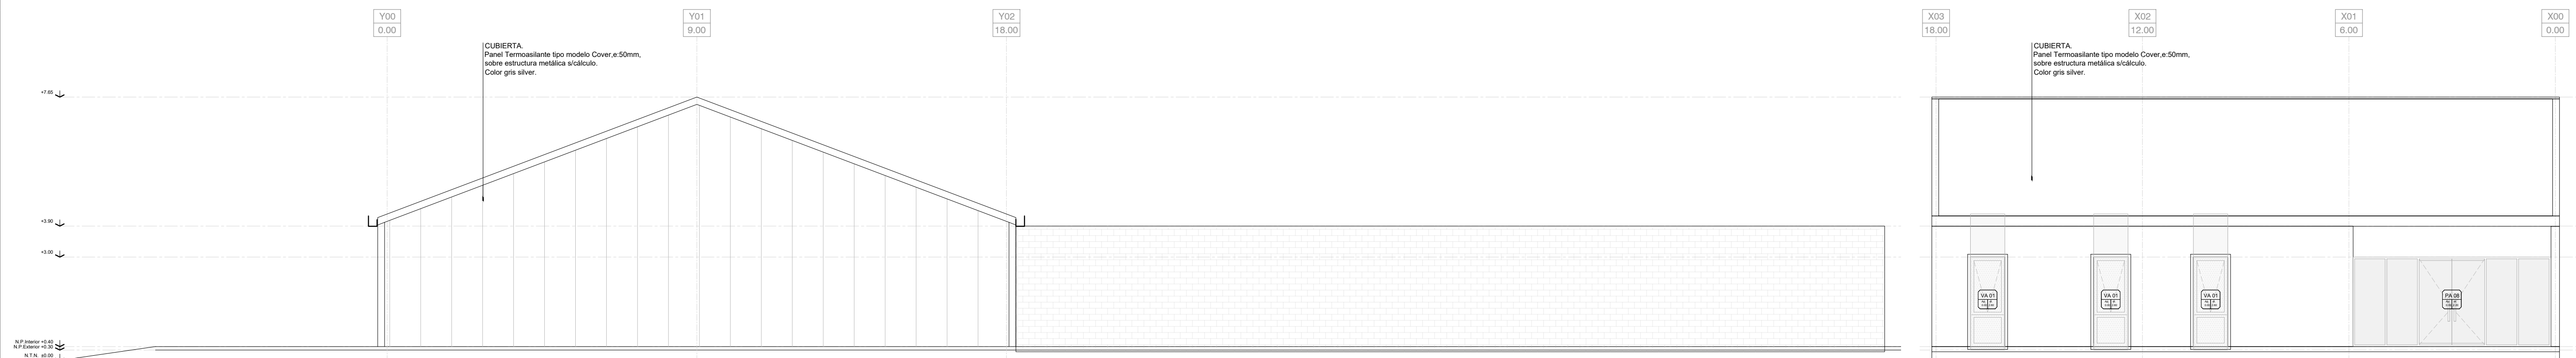 Y00
0.00
Y01
9.00
Y02
18.00
X03
18.00
X02
12.00
X01
6.00
X00
0.00
CUBIERTA.
Panel Termoasilante tipo modelo Cover,e:50mm,
sobre estructura metálica s/cálculo.
Color gris silver.
CUBIERTA.
Panel Termoasilante tipo modelo Cover,e:50mm,
sobre estructura metálica s/cálculo.
Color gris silver.
+7.65
+3.90
+3.00
N.P.Interior +0.40
N.P.Exterior +0.30
N.T.N. ±0.00
VA 01
VA 01
VA 01
PA 08